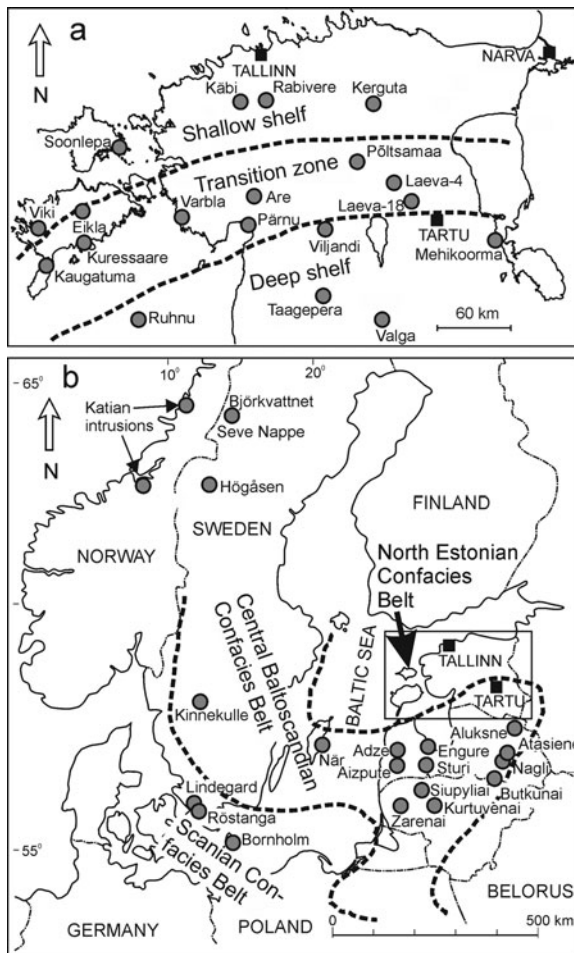 a
N
TALLINN
NARVA
Käbi
Rabivere
Kerguta
Shallow shelf
Soonlepa
Põltsamaa
Transition zone
Laeva-4
Viki
Varbla
Are
Laeva-18
Eikla
Pärnu
TARTU
Kuressaare
Viljandi
Mehikoorma
Kaugatuma
Deep shelf
Taagepera
60 km
Ruhnu
Valga
b
10°
20°
65°
N
Katian
intrusions
Björkvattnet
Seve Nappe
Högåsen
FINLAND
SWEDEN
NORWAY
North Estonian
Confacies
Belt
Central Baltoscandian
Confacies Belt
BALTIC SEA
TALLINN
TARTU
Kinnekulle
När
Aluksne
Adze
Engure
Atasiene
Aizpute
Sturi
Nagli
Lindegard
Siupyliai
Butkunai
Röstanga
Zarenai
Kurtuvenai
Scanian Con-
facies Belt
Bornholm
55°
BELORUS
GERMANY
POLAND
0
500 km